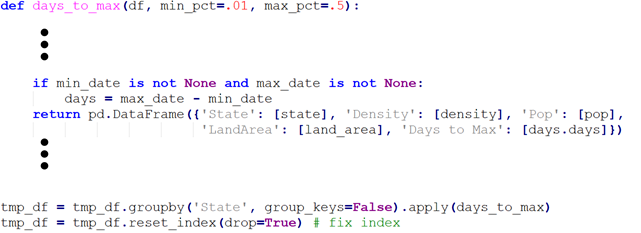 def days_to_max(df, min_pct=.01, max_pct=.5):
if min_date is not None and max_date is not None:
days = max_date - min_date
return pd.DataFrame({'State': [state], 'Density': [density], 'Pop': [pop],
'LandArea': [land_area], 'Days to Max': [days.days]})
tmp_df = tmp_df.groupby('State', group_keys=False).apply(days_to_max)
tmp_df = tmp_df.reset_index(drop=True) # fix index